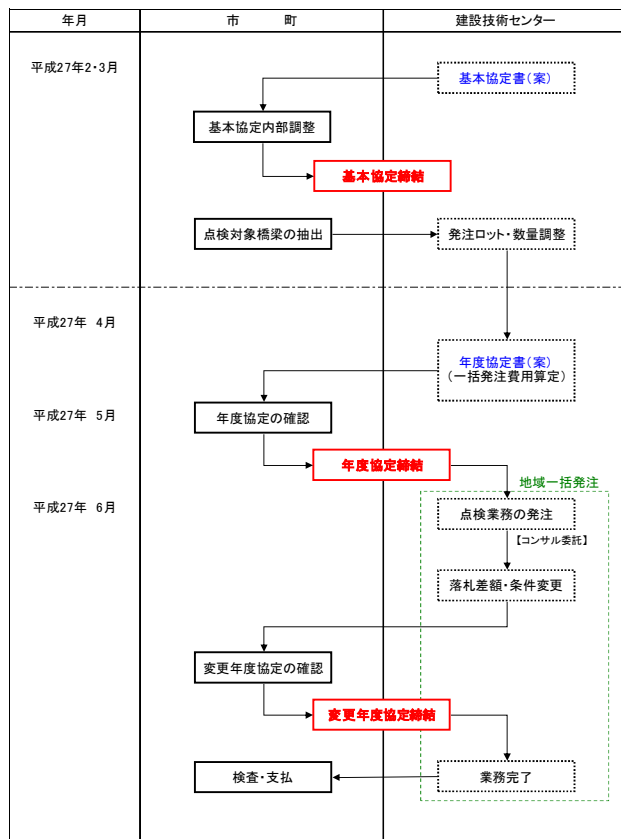 年月
市　　　町
建設技術センター
平成27年2・3月
基本協定書(案)
基本協定内部調整
基本協定締結
点検対象橋梁の抽出
発注ロット・数量調整
平成27年 4月
年度協定書(案)
(一括発注費用算定)
平成27年 5月
年度協定の確認
年度協定締結
地域一括発注
平成27年 6月
点検業務の発注
【コンサル委託】
落札差額・条件変更
変更年度協定の確認
変更年度協定締結
検査・支払
業務完了